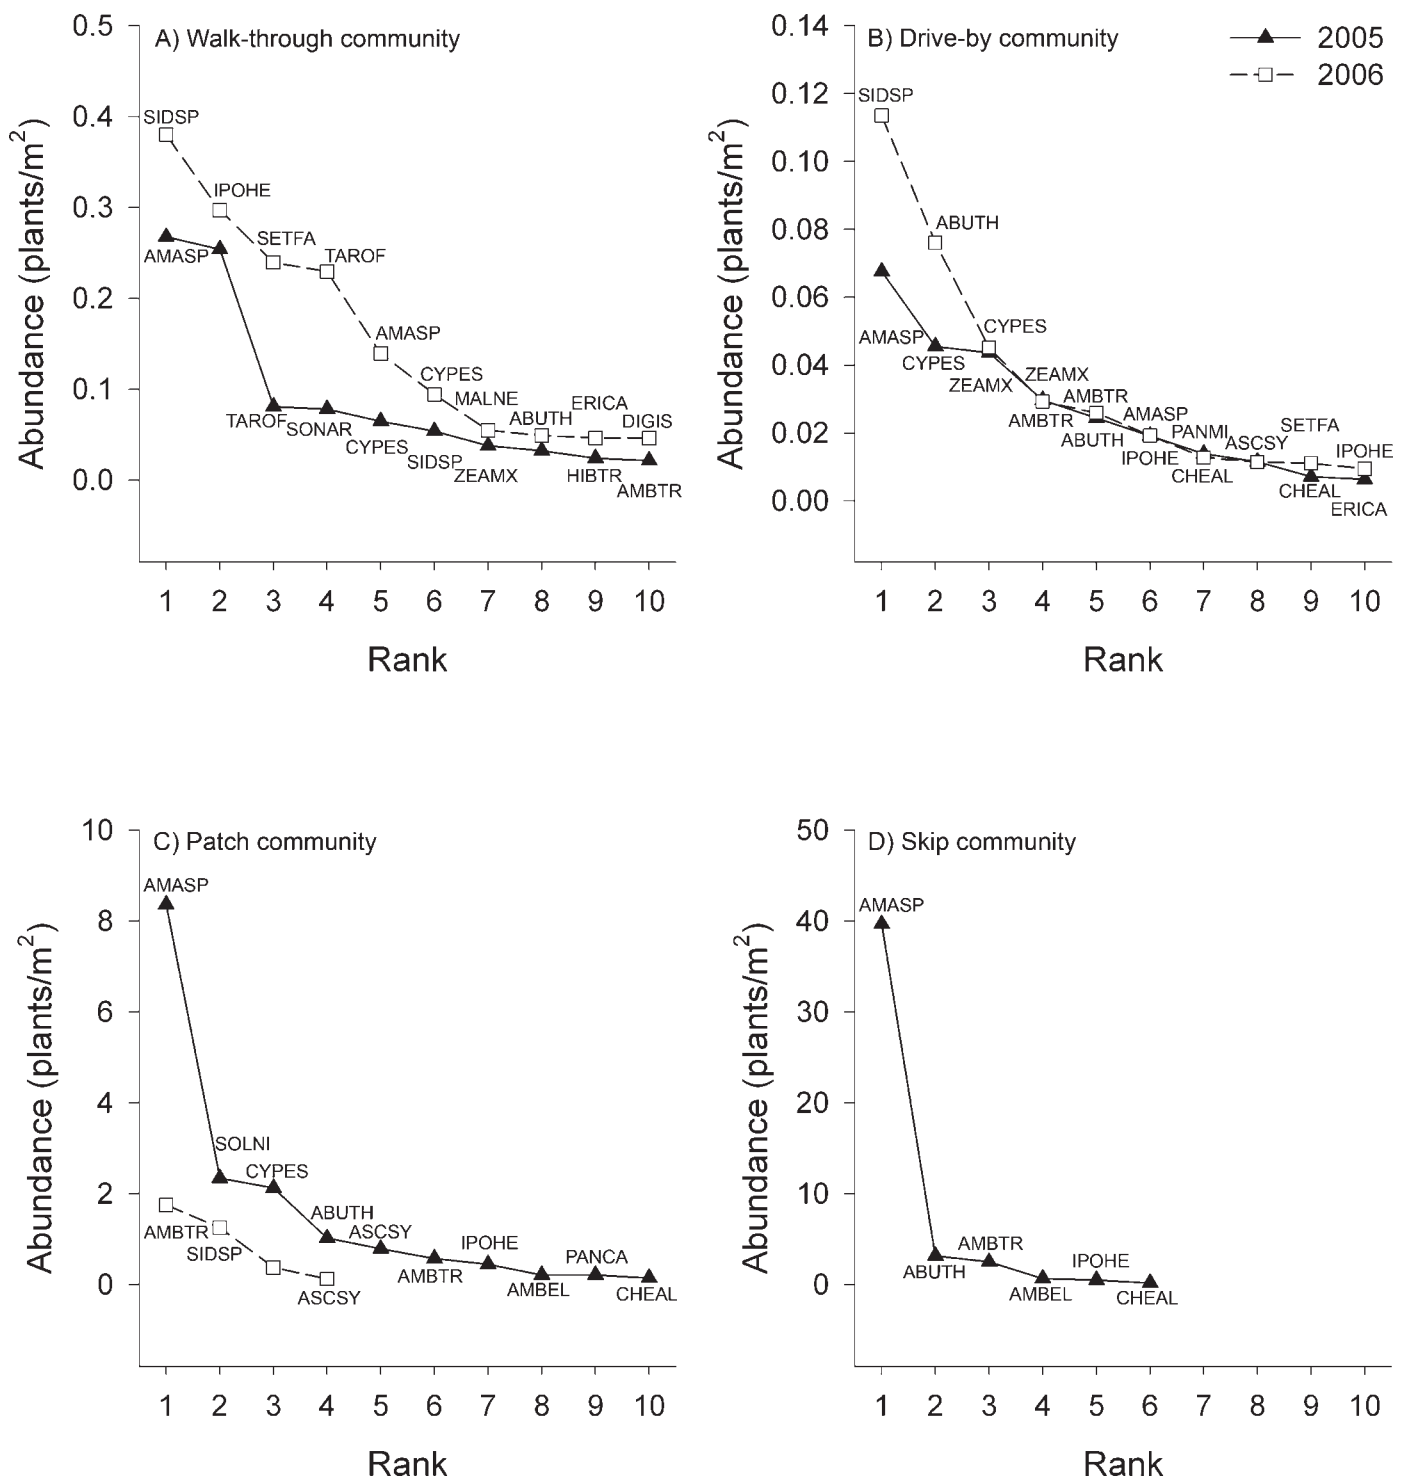 A) Walk-through community
0.5
0.4
0.3
0.2
0.1
0.0
Abundance (plants/m2)
SIDSP
IPOHE
SETFA
TAROF
AMASP
CYPES
MALNE
ABUTH
ERICA
DIGIS
AMASP
TAROF
SONAR
CYPES
SIDSP
ZEAMX
HIBTR
AMBTR
1 2 3 4 5 6 7 8 9 10
Rank
B) Drive-by community
2005
2006
0.14
0.12
0.10
0.08
0.06
0.04
0.02
0.00
Abundance (plants/m2)
SIDSP
ABUTH
CYPES
ZEAMX
AMBTR
AMASP
PANMI
ASCSY
SETFA
IPOHE
AMASP
CYPES
ZEAMX
AMBTR
ABUTH
IPOHE
CHEAL
CHEAL
ERICA
1 2 3 4 5 6 7 8 9 10
Rank
C) Patch community
10
8
6
4
2
0
Abundance (plants/m2)
AMASP
SOLNI
CYPES
ABUTH
ASCSY
AMBTR
IPOHE
AMBEL
PANCA
CHEAL
AMBTR
SIDSP
ASCSY
1 2 3 4 5 6 7 8 9 10
Rank
D) Skip community
50
40
30
20
10
0
Abundance (plants/m2)
AMASP
ABUTH
AMBTR
AMBEL
IPOHE
CHEAL
1 2 3 4 5 6 7 8 9 10
Rank